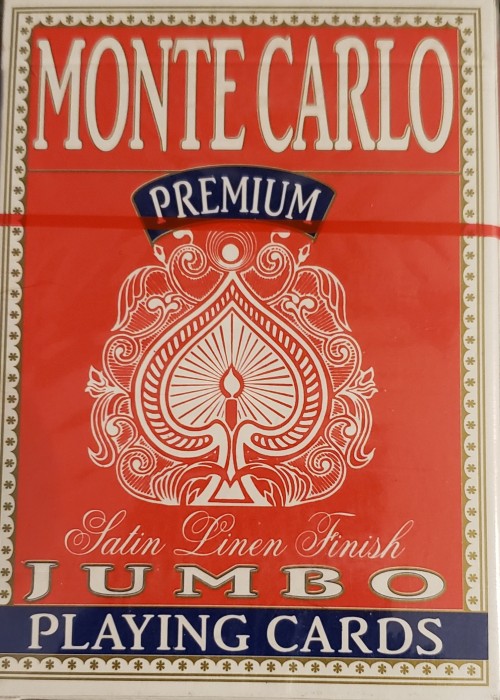 MONTE CARLO
PREMIUM
Satin Linen Finish
JUMBO
PLAYING CARDS